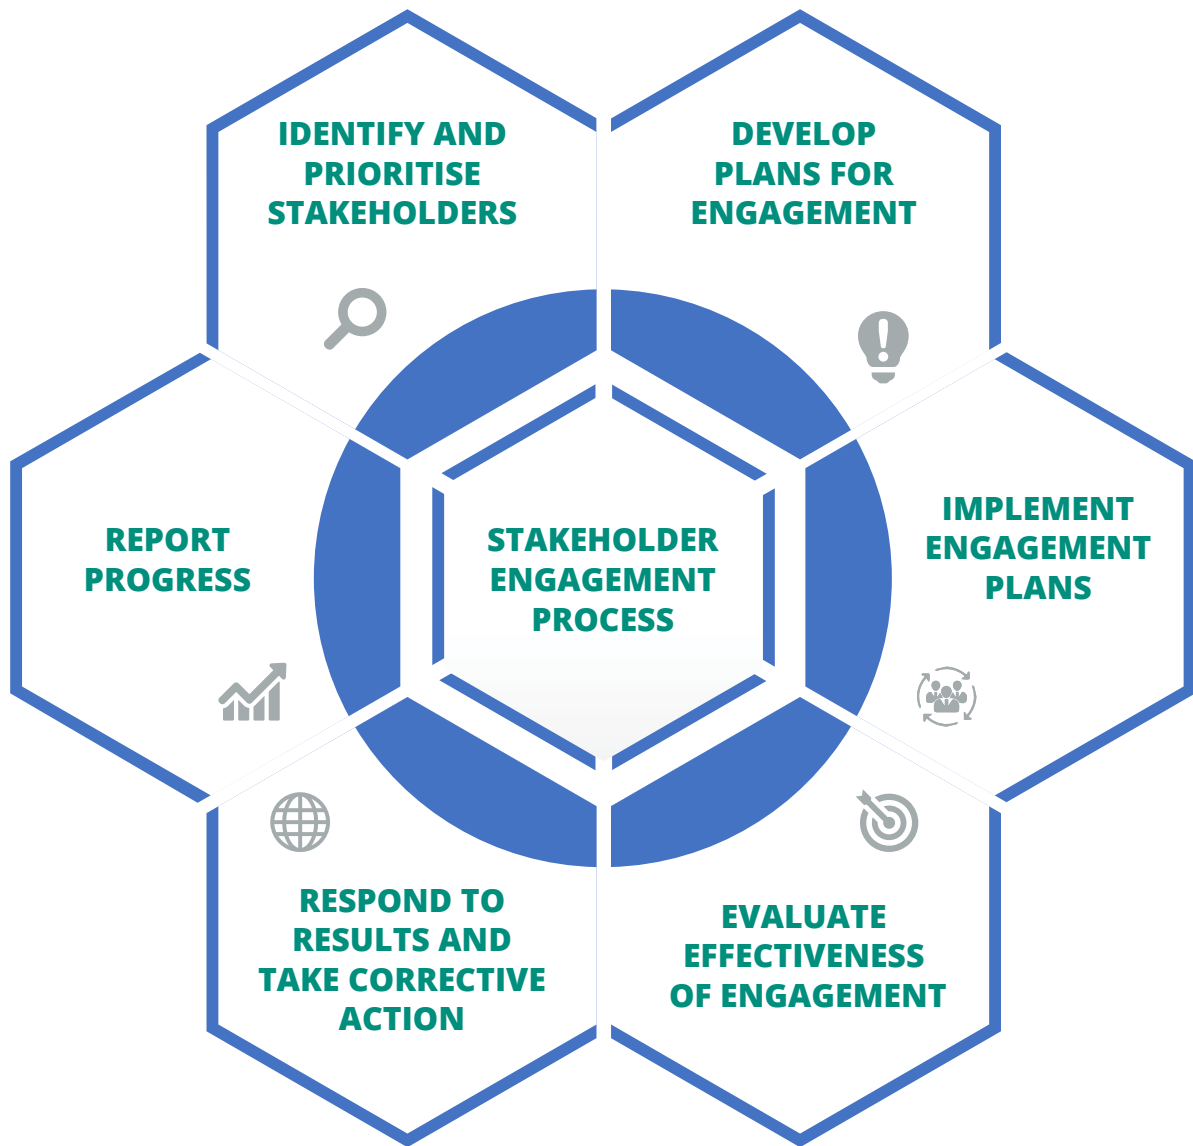 IDENTIFY AND
PRIORITISE
STAKEHOLDERS
DEVELOP
PLANS FOR
ENGAGEMENT
IMPLEMENT
ENGAGEMENT
PLANS
EVALUATE
EFFECTIVENESS
OF ENGAGEMENT
RESPOND TO
RESULTS AND
TAKE CORRECTIVE
ACTION
REPORT
PROGRESS
STAKEHOLDER
ENGAGEMENT
PROCESS